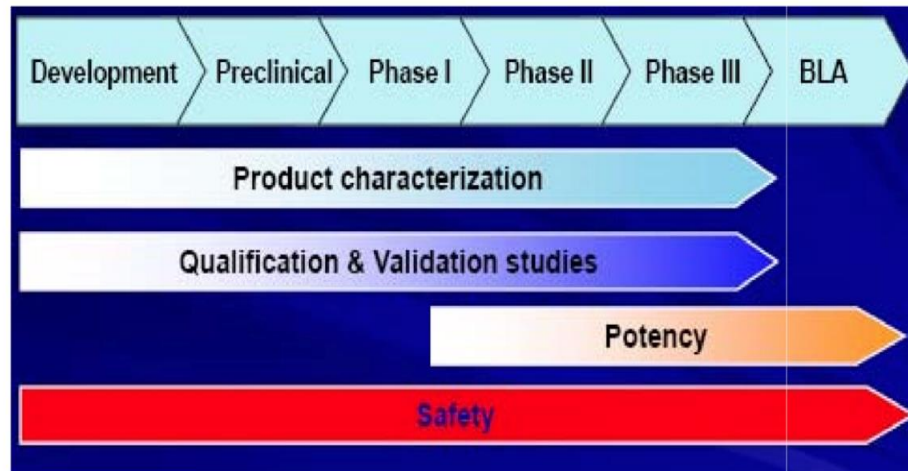 Development Preclinical Phase I Phase II Phase III BLA
Product characterization
Qualification & Validation studies
Potency
Safety